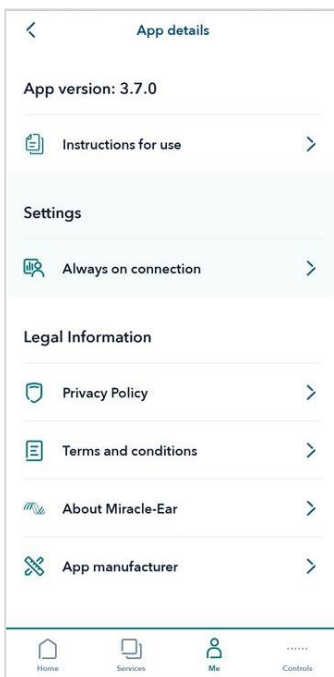 App details
App version: 3.7.0
Instructions for use
Settings
Always on connection
Legal Information
Privacy Policy
Terms and conditions
About Miracle-Ear
App manufacturer
Home Services Me Controls